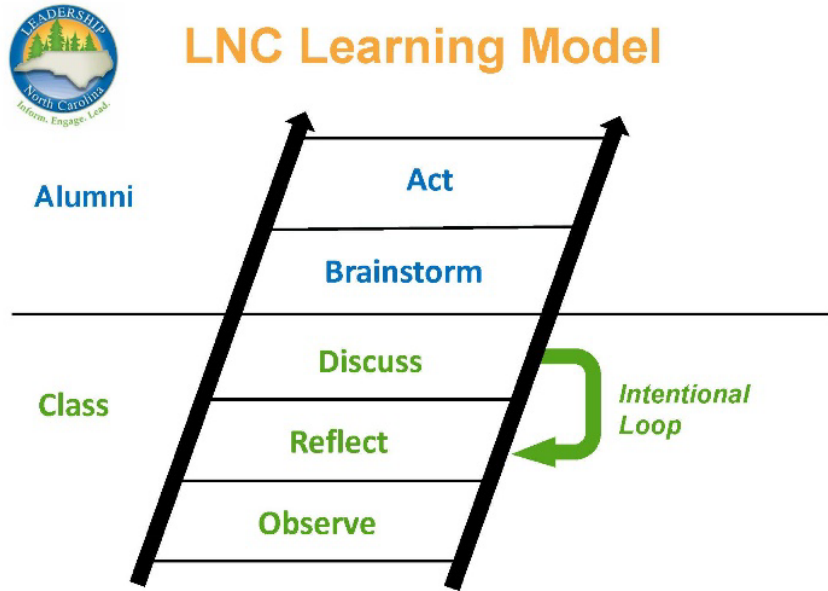 LEADERSHIP
North Carolina
Inform. Engage. Lead.
LNC Learning Model
Alumni
Act
Brainstorm
Class
Discuss
Reflect
Observe
Intentional
Loop